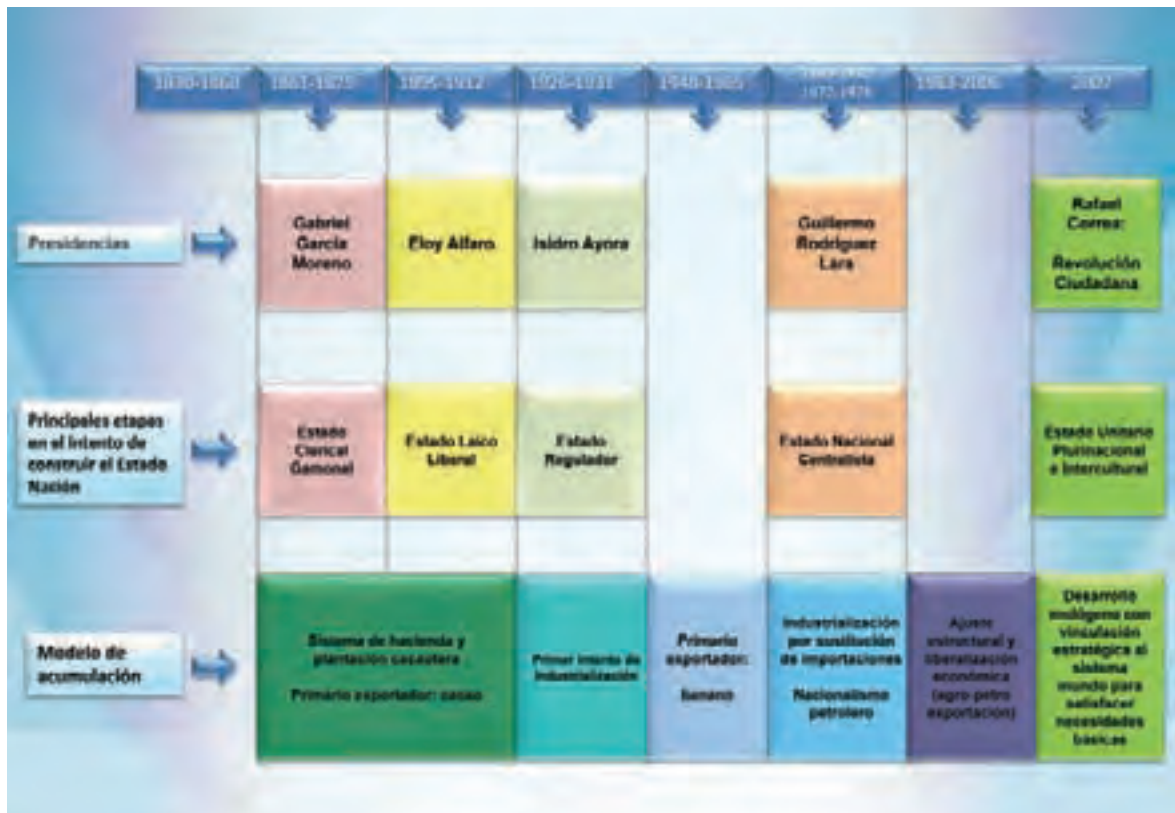 1830-1860
1861-1875
1895-1912
1926-1931
1948-1965
1972-1979
1983-2006
2007
Presidencias
Gabriel
García
Moreno
Eloy Alfaro
Isidro Ayora
Guillermo
Rodríguez
Lara
Rafael
Correa:
Revolución
Ciudadana
Principales etapas
en el intento de
construir el Estado
Nación
Estado
Clerical
Gamonal
Estado Laico
Liberal
Estado
Regulador
Estado Nacional
Centralista
Estado Unitario
Plurinacional
e Intercultural
Modelo de
acumulación
Sistema de hacienda y
plantación cacaotera
Primario exportador: cacao
Primer intento de
industrialización
Primario
exportador:
banano
Industrialización
por sustitución
de importaciones
Nacionalismo
petrolero
Ajuste
estructural y
liberalización
económica
(agro petro
exportación)
Desarrollo
endógeno con
vinculación
estratégica al
sistema
mundo para
satisfacer
necesidades
básicas